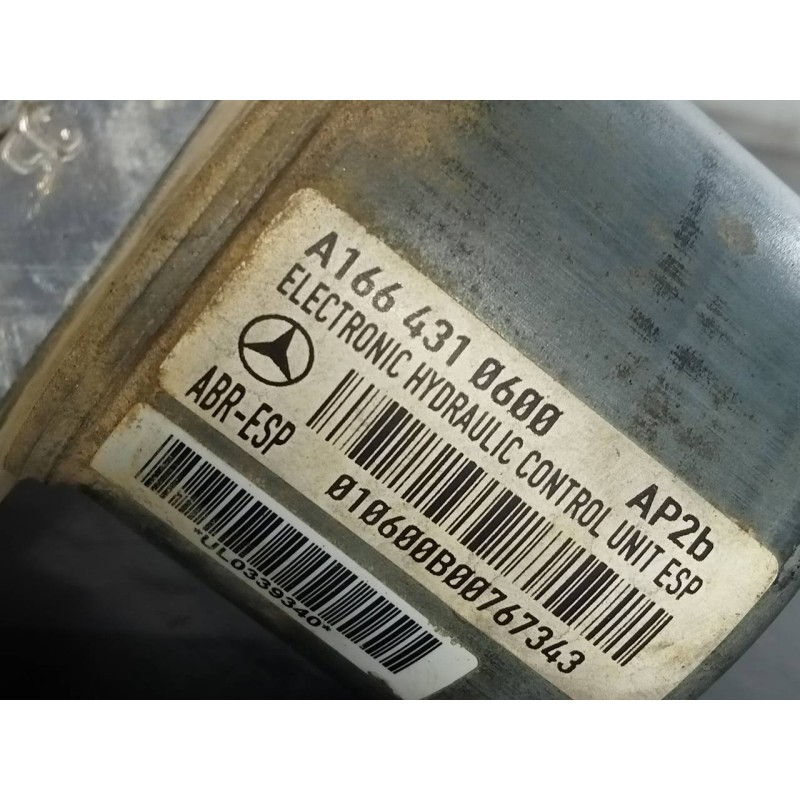 A166 431 0600 AP2b
ELECTRONIC HYDRAULIC CONTROL UNIT ESP
ABR-ESP
010600B00767343
*UL0339340*